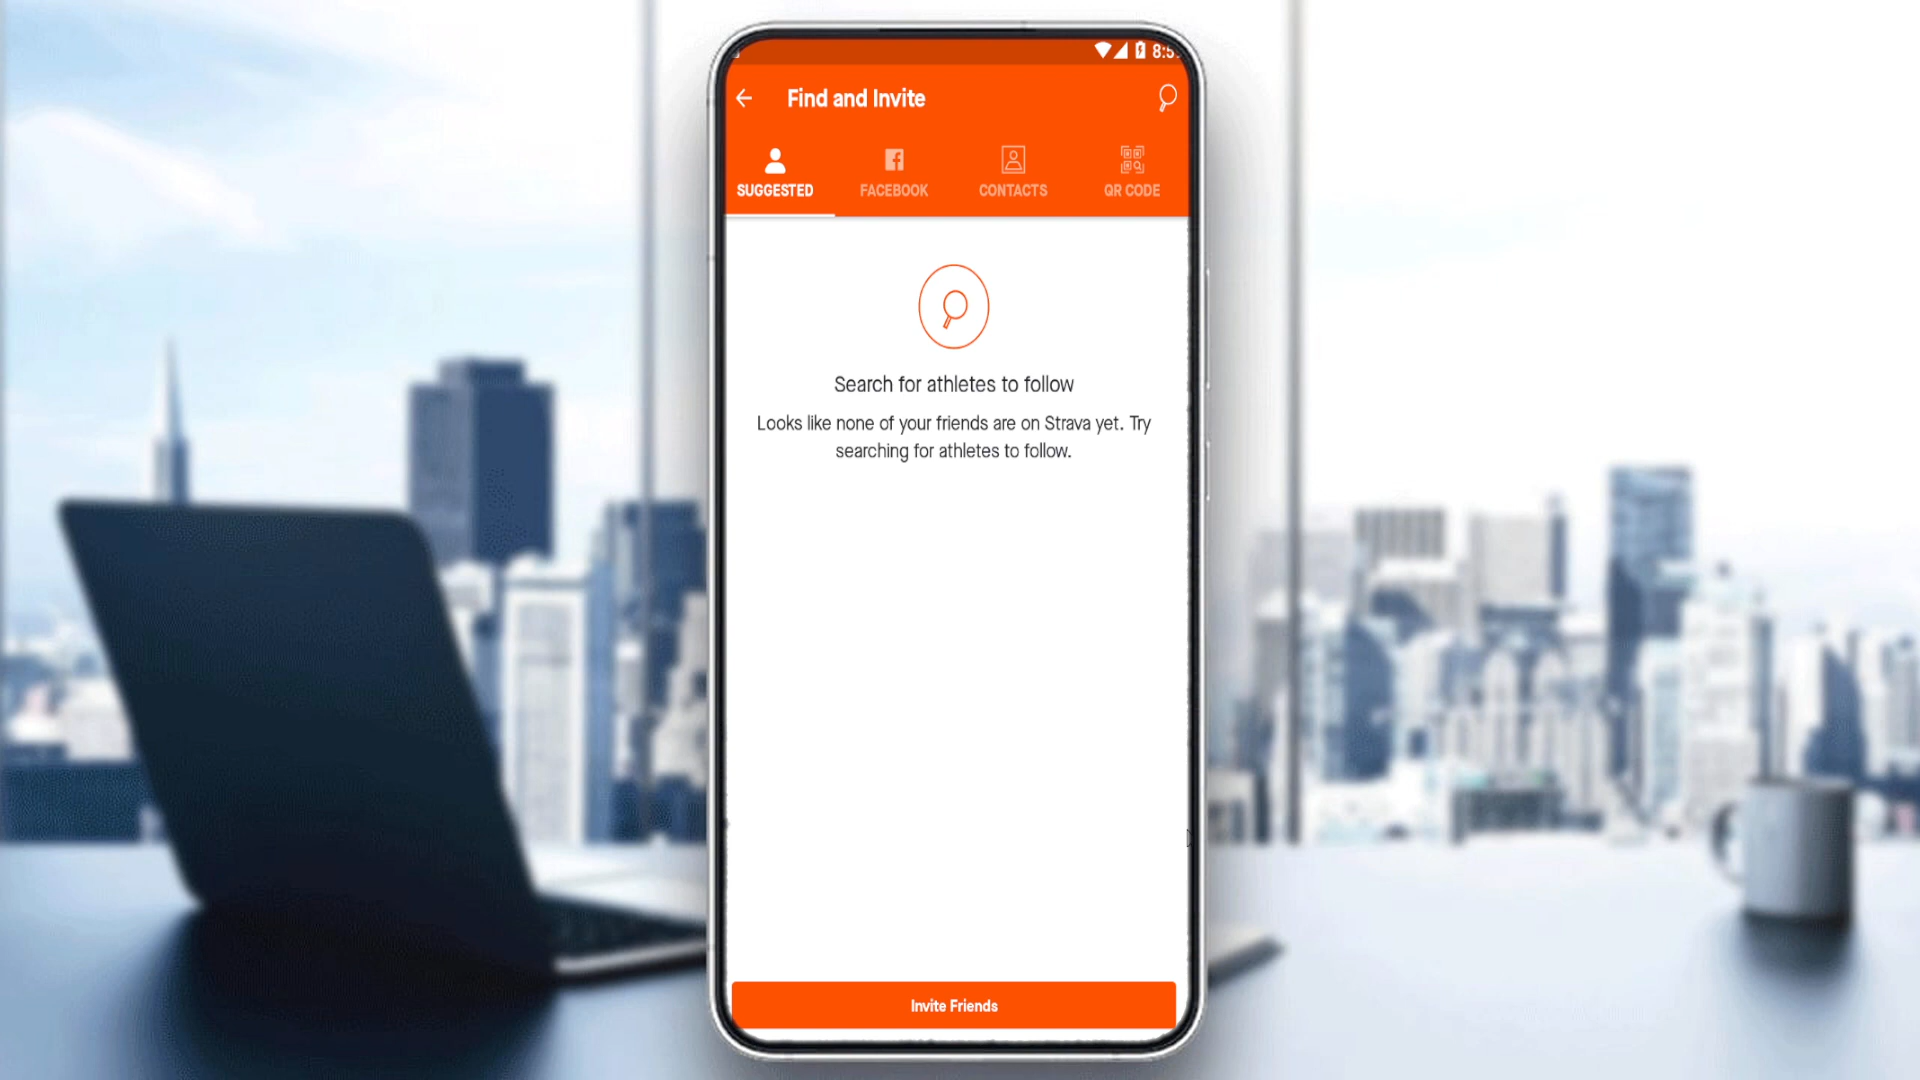 Find and Invite
SUGGESTED
FACEBOOK
CONTACTS
QR CODE
Search for athletes to follow
Looks like none of your friends are on Strava yet. Try
searching for athletes to follow.
Invite Friends